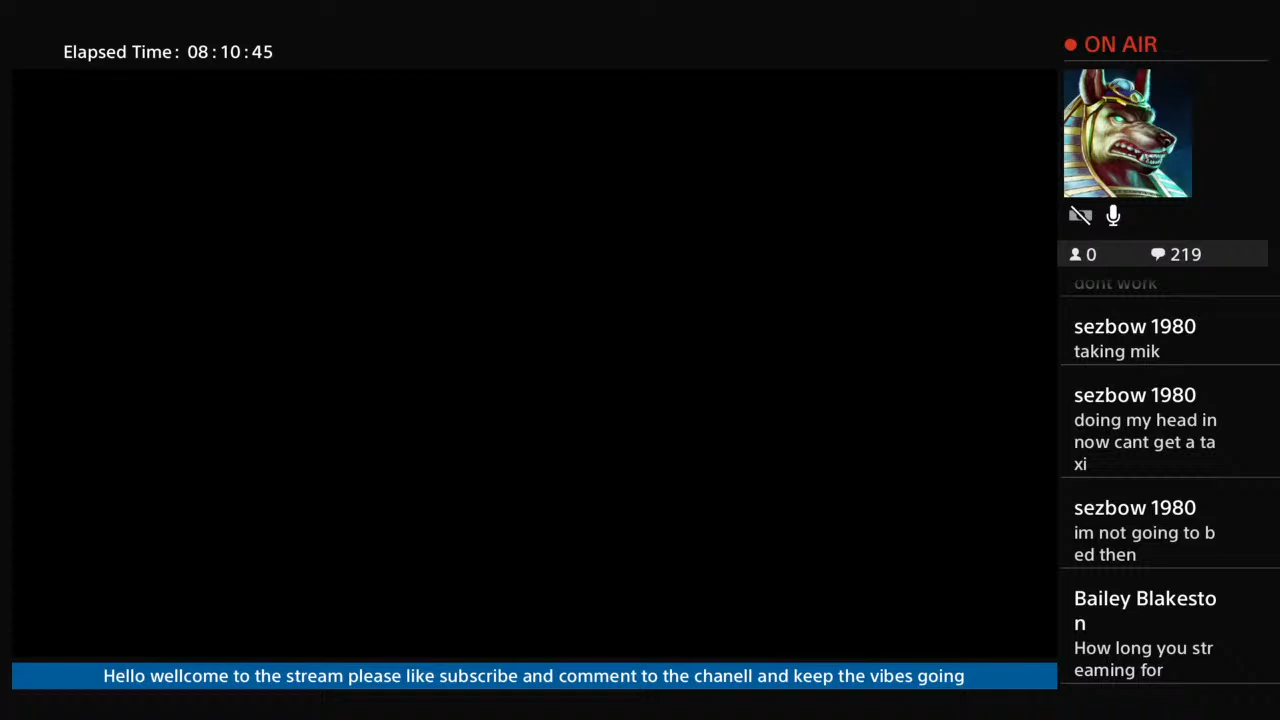 Elapsed Time: 08:10:45
ON AIR
0 219
dont work
sezbow 1980
taking mik
sezbow 1980
doing my head in
now cant get a ta
xi
sezbow 1980
im not going to b
ed then
Bailey Blakesto
n
How long you str
eaming for
Hello wellcome to the stream please like subscribe and comment to the chanell and keep the vibes going